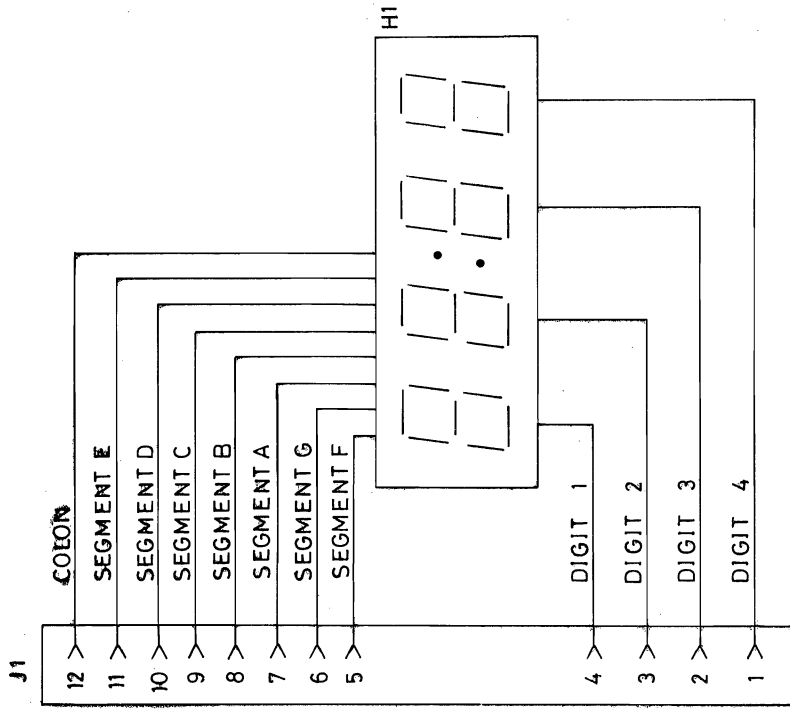 J1
H1
12 COLON
11 SEGMENT E
10 SEGMENT D
9 SEGMENT C
8 SEGMENT B
7 SEGMENT A
6 SEGMENT G
5 SEGMENT F
4 DIGIT 1
3 DIGIT 2
2 DIGIT 3
1 DIGIT 4